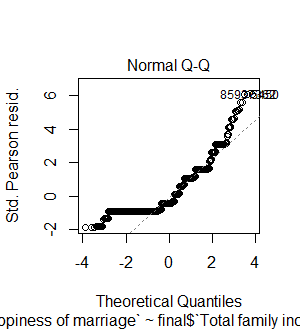 Normal Q-Q
6
4
2
0
-2
-4 -2 0 2 4
Std. Pearson resid.
Theoretical Quantiles
opiness of marriage` ~ final$`Total family inc